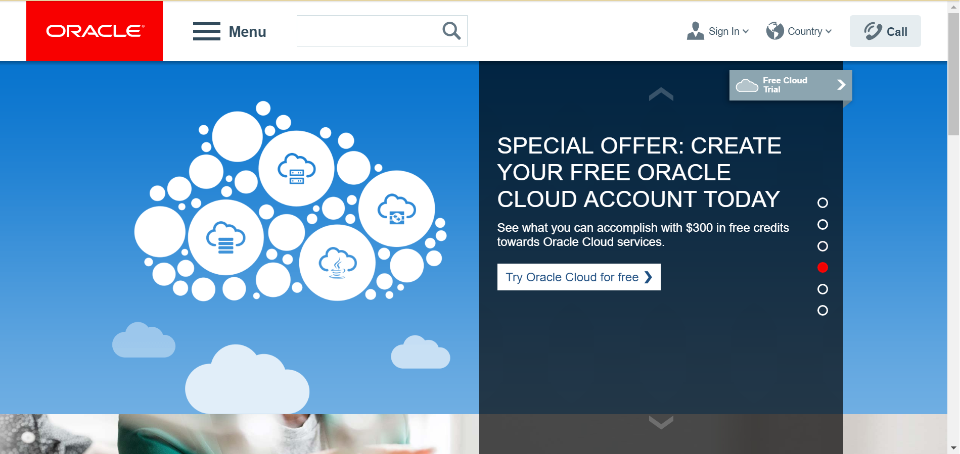 ORACLE
Menu
Sign In
Country
Call
Free Cloud
Trial
SPECIAL OFFER: CREATE
YOUR FREE ORACLE
CLOUD ACCOUNT TODAY
See what you can accomplish with $300 in free credits
towards Oracle Cloud services.
Try Oracle Cloud for free